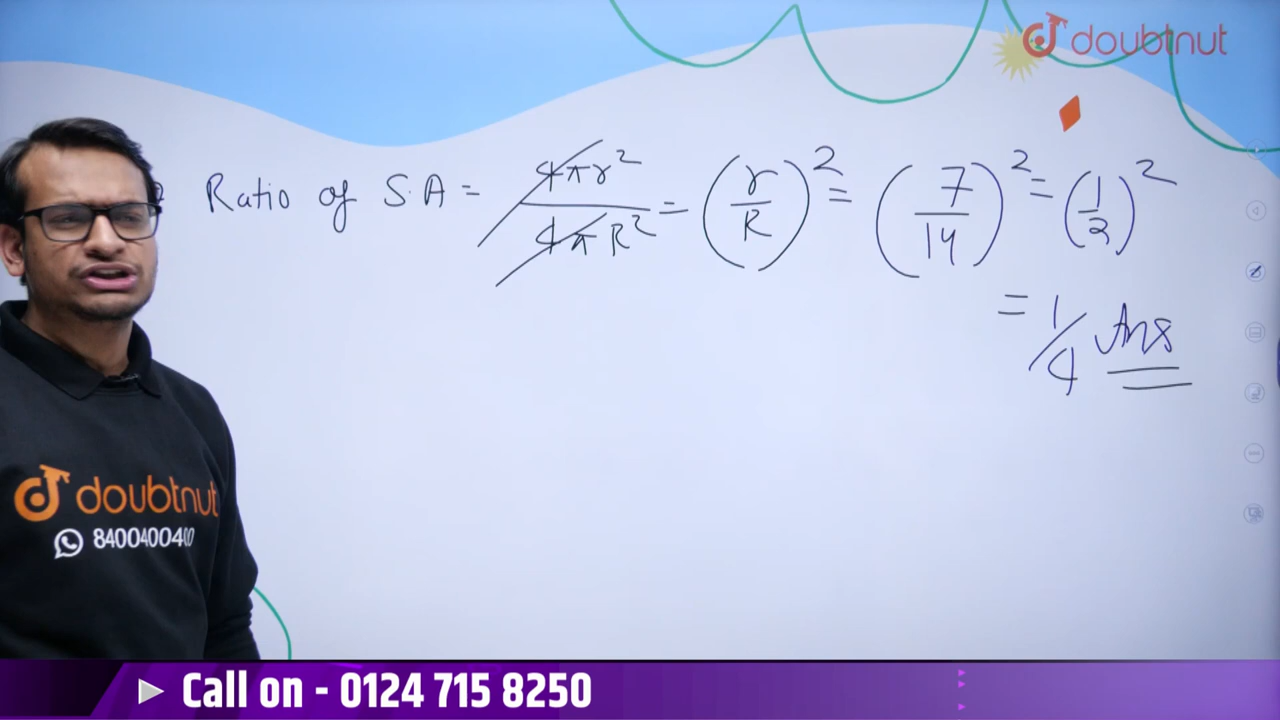 doubtnut
Ratio of S.A = 4πr² / 4πR² = (r/R)² = (7/14)² = (1/2)²
= 1/4 Ans
doubtnut
8400400400
Call on - 0124 715 8250